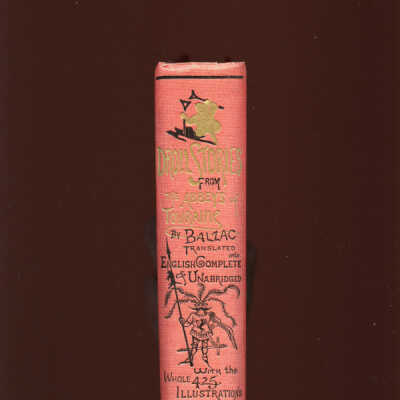 DROLL STORIES
FROM
THE ABBEYS OF
TOURAINE
By BALZAC
TRANSLATED
into
ENGLISH COMPLETE
& UNABRIDGED
With the
WHOLE 425
ILLUSTRATIONS